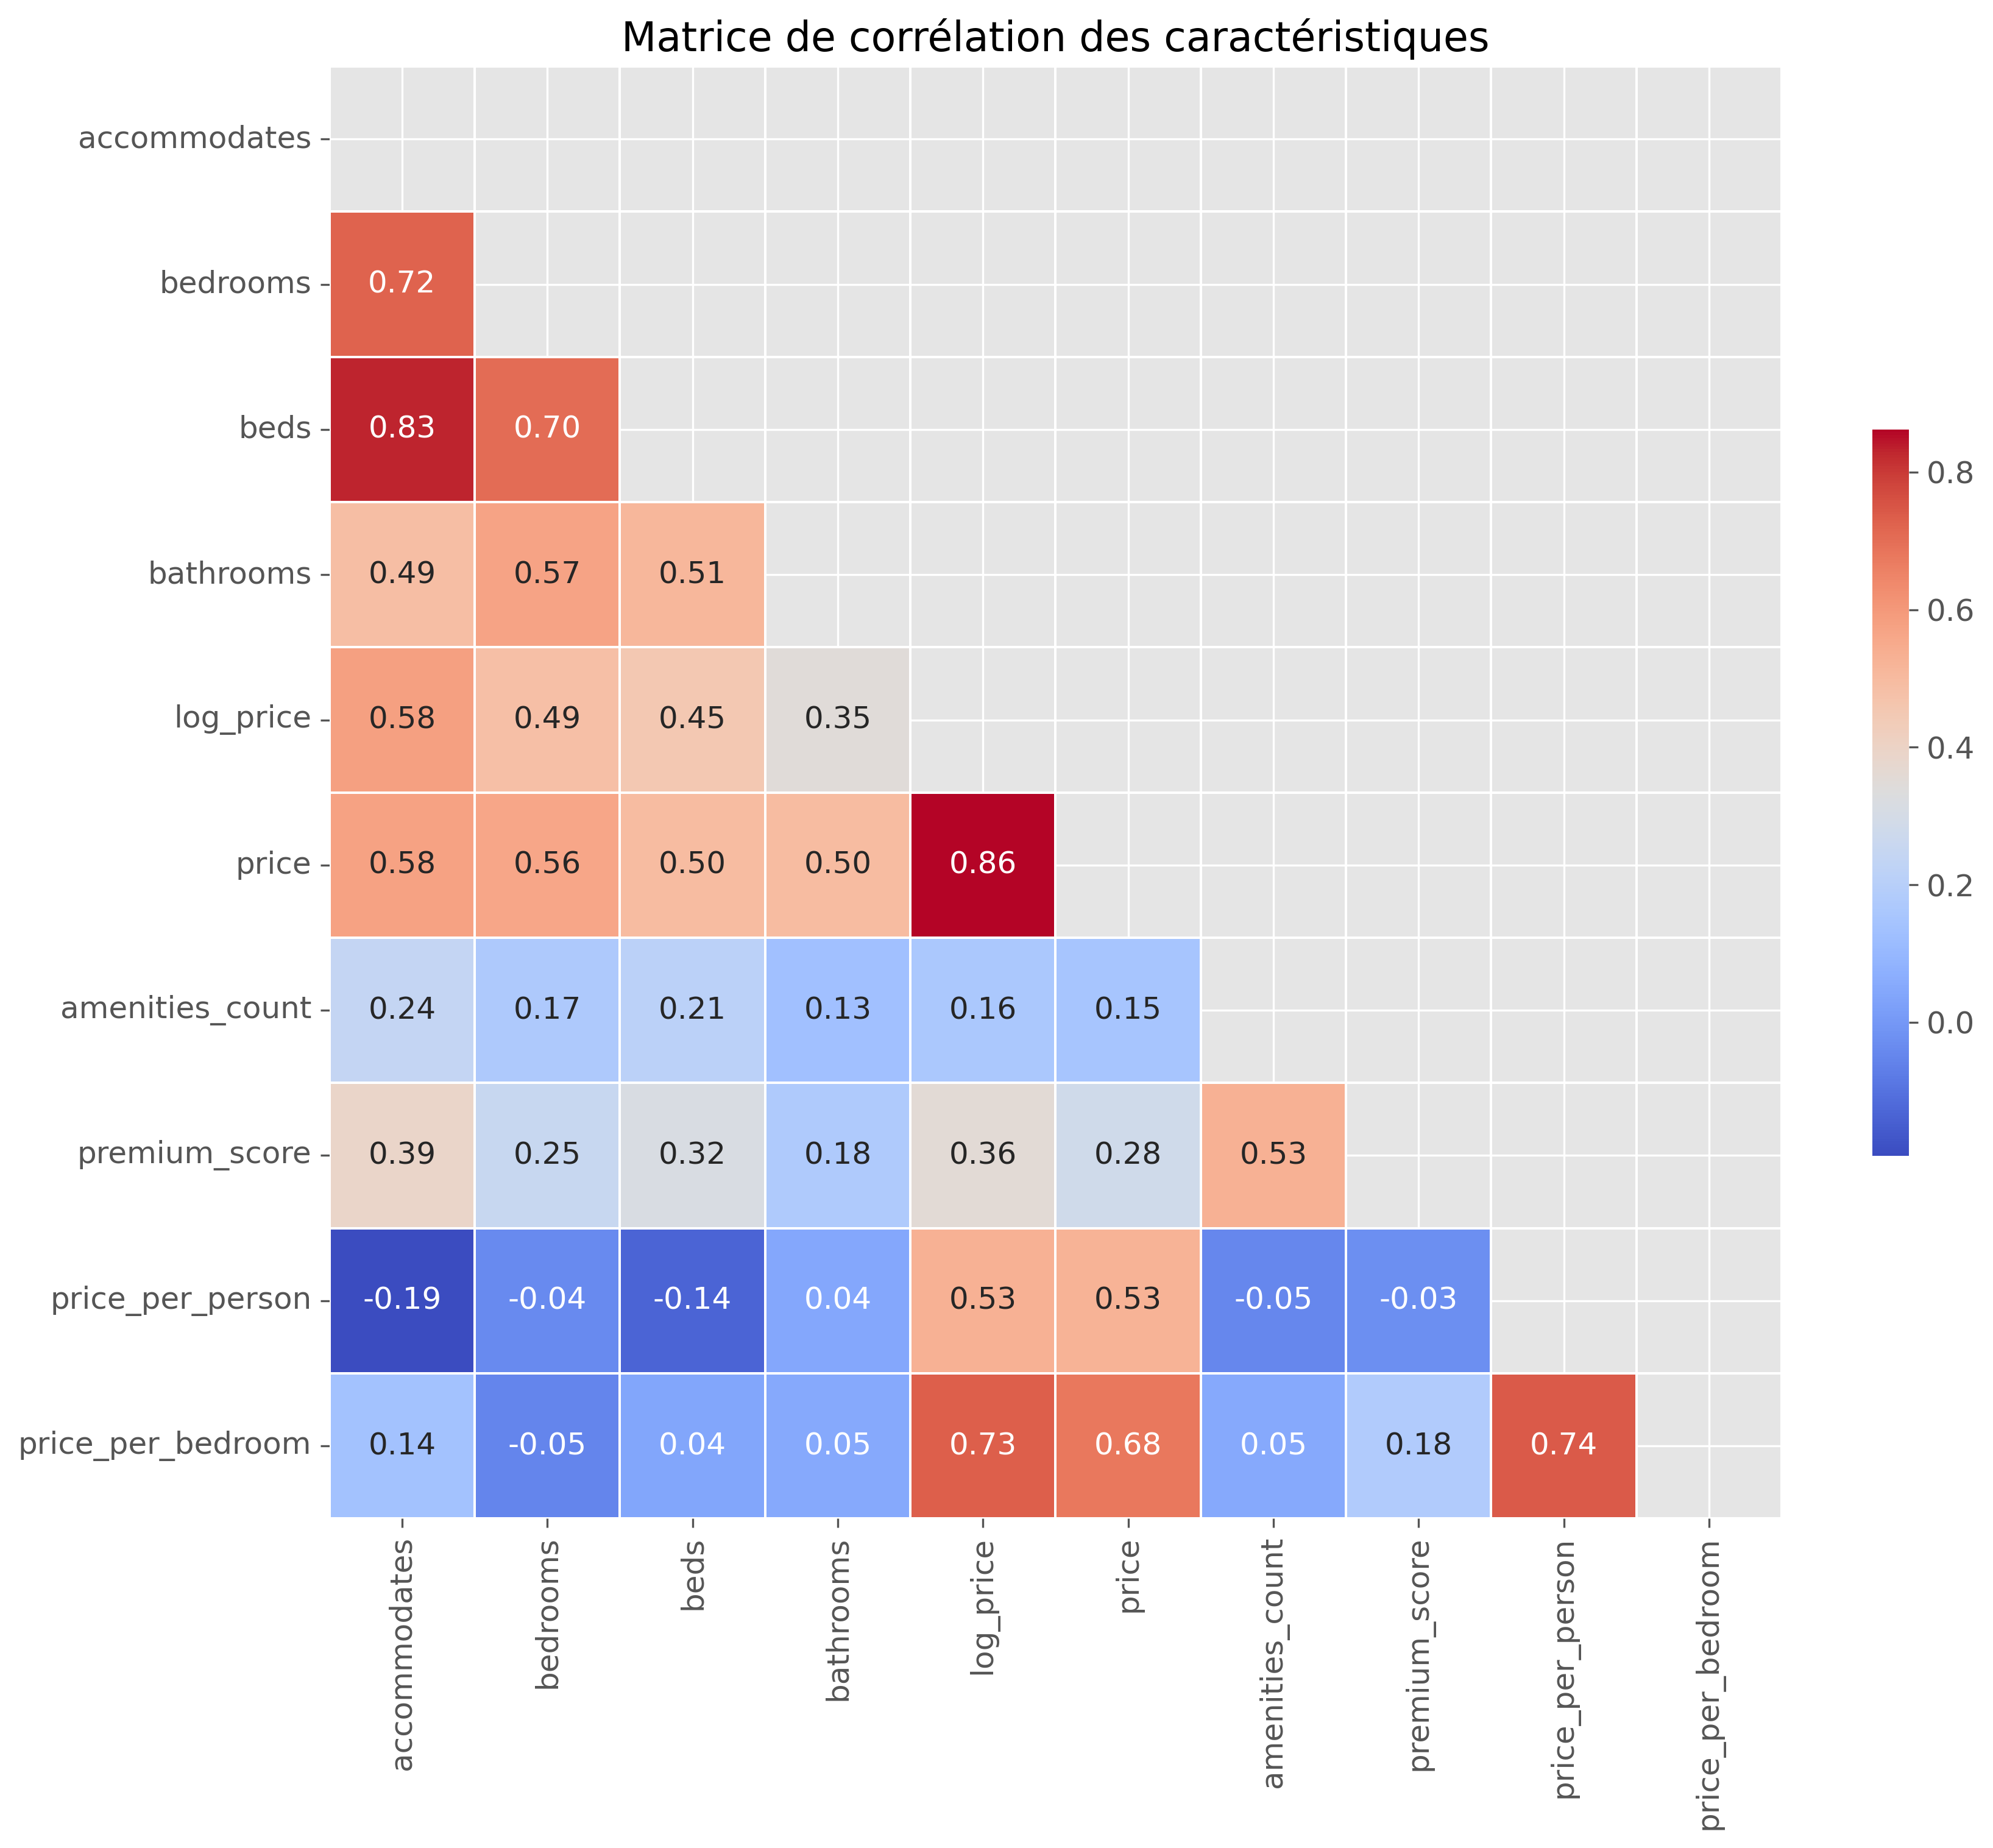 Matrice de corrélation des caractéristiques
accommodates
bedrooms 0.72
beds 0.83 0.70
bathrooms 0.49 0.57 0.51
log_price 0.58 0.49 0.45 0.35
price 0.58 0.56 0.50 0.50 0.86
amenities_count 0.24 0.17 0.21 0.13 0.16 0.15
premium_score 0.39 0.25 0.32 0.18 0.36 0.28 0.53
price_per_person -0.19 -0.04 -0.14 0.04 0.53 0.53 -0.05 -0.03
price_per_bedroom 0.14 -0.05 0.04 0.05 0.73 0.68 0.05 0.18 0.74
accommodates
bedrooms
beds
bathrooms
log_price
price
amenities_count
premium_score
price_per_person
price_per_bedroom
0.8
0.6
0.4
0.2
0.0